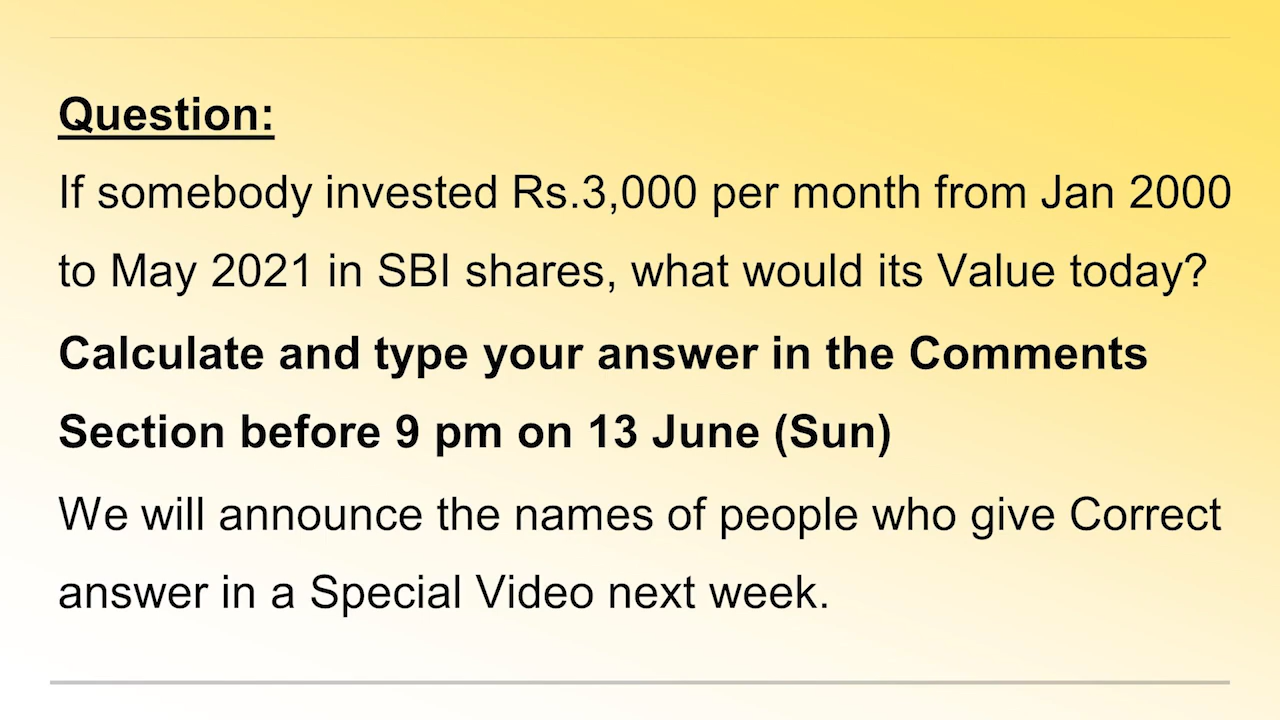 Question:
If somebody invested Rs.3,000 per month from Jan 2000
to May 2021 in SBI shares, what would its Value today?
Calculate and type your answer in the Comments
Section before 9 pm on 13 June (Sun)
We will announce the names of people who give Correct
answer in a Special Video next week.